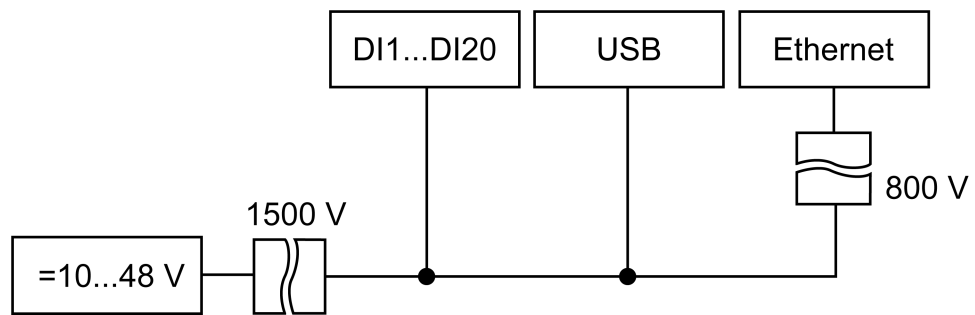 DI1...DI20
USB
Ethernet
800 V
1500 V
=10...48 V